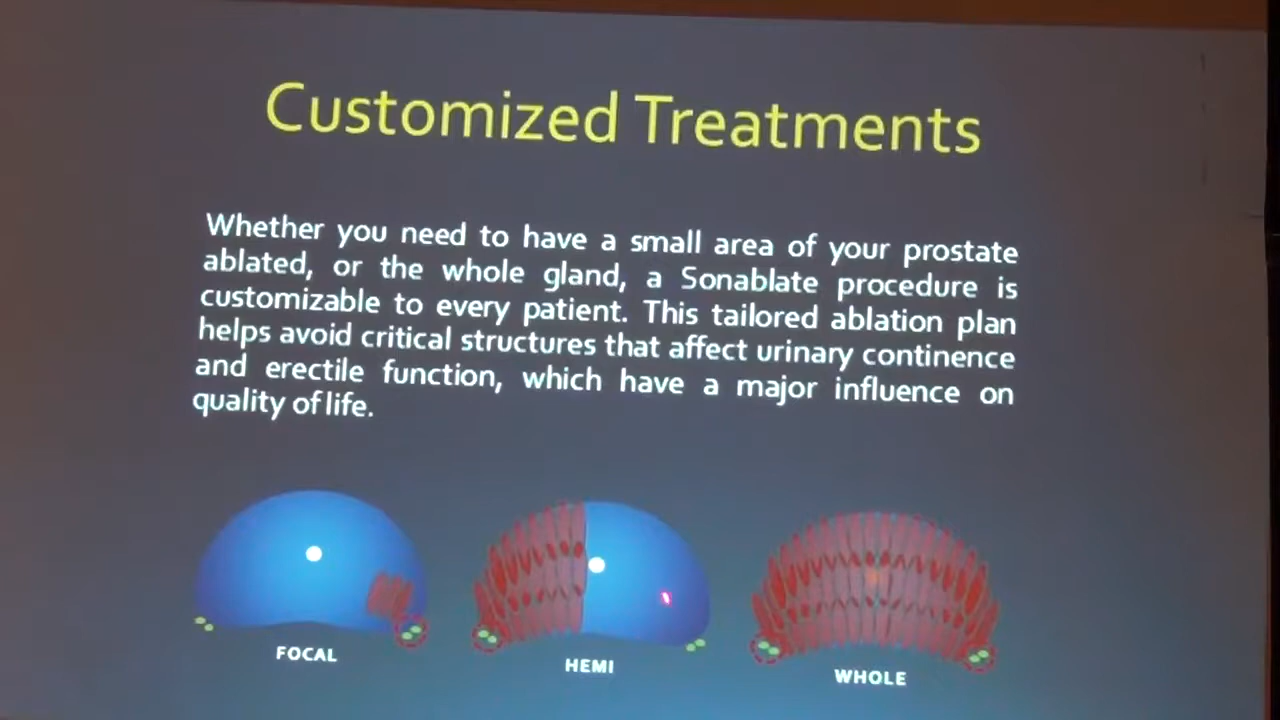 Customized Treatments
Whether you need to have a small area of your prostate
ablated, or the whole gland, a Sonablate procedure is
customizable to every patient. This tailored ablation plan
helps avoid critical structures that affect urinary continence
and erectile function, which have a major influence on
quality of life.
FOCAL
HEMI
WHOLE